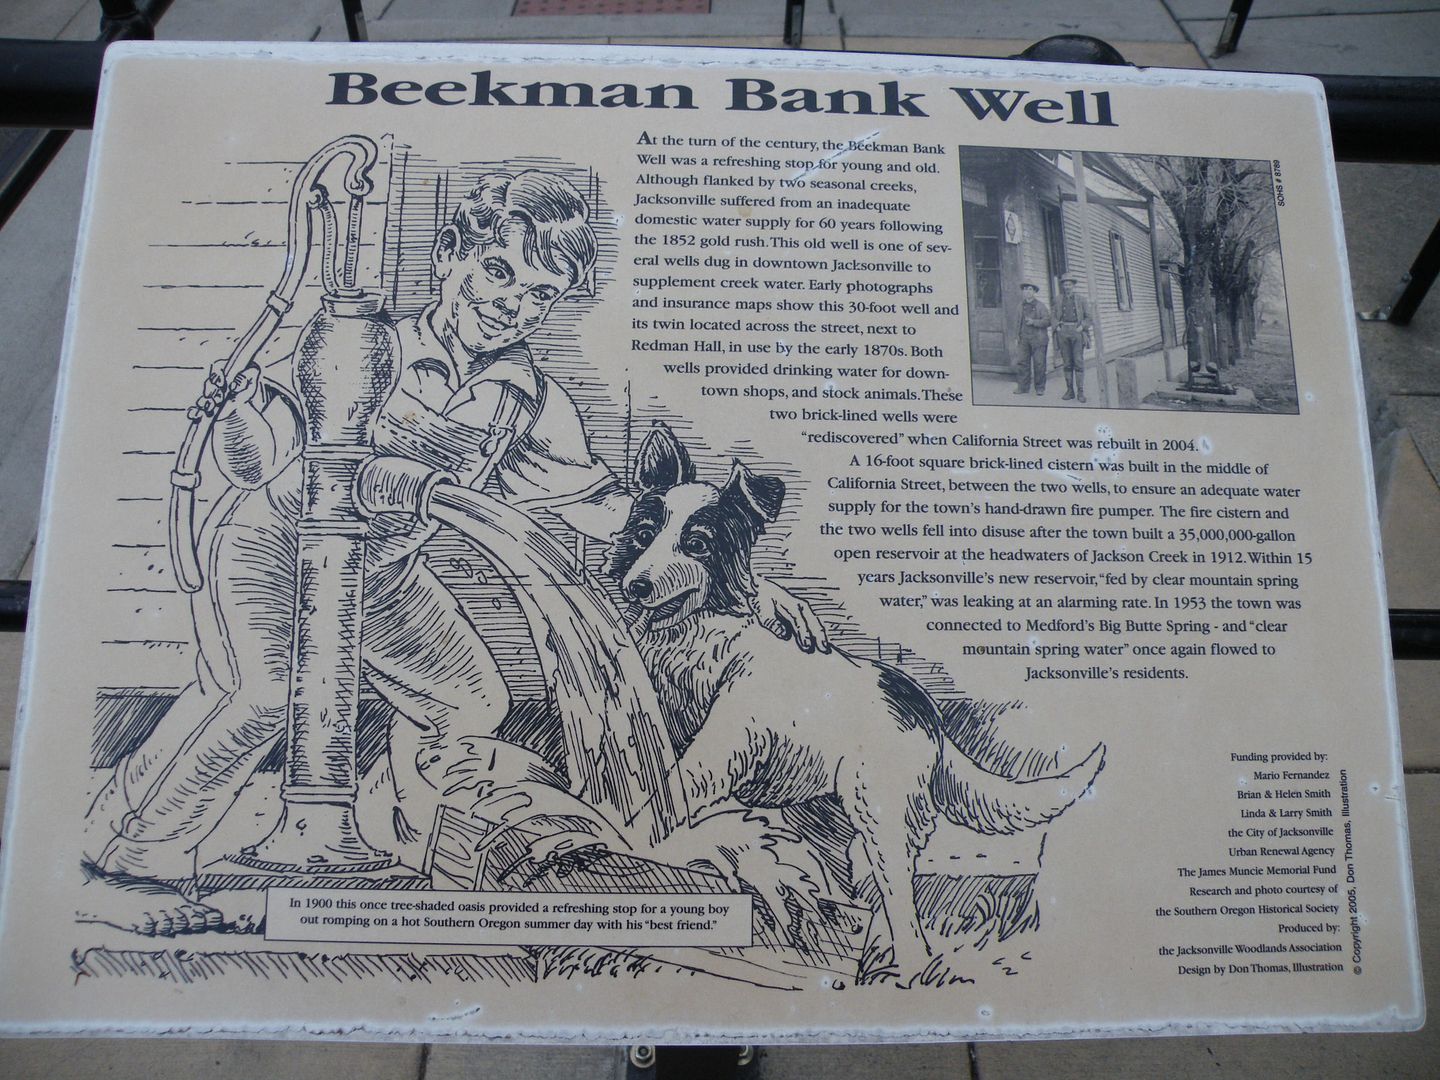 Beekman Bank Well
At the turn of the century, the Beekman Bank
Well was a refreshing stop for young and old.
Although flanked by two seasonal creeks,
Jacksonville suffered from an inadequate
domestic water supply for 60 years following
the 1852 gold rush. This old well is one of sev-
eral wells dug in downtown Jacksonville to
supplement creek water. Early photographs
and insurance maps show this 30-foot well and
its twin located across the street, next to
Redman Hall, in use by the early 1870s. Both
wells provided drinking water for down-
town shops, and stock animals. These
two brick-lined wells were
“rediscovered” when California Street was rebuilt in 2004.
A 16-foot square brick-lined cistern was built in the middle of
California Street, between the two wells, to ensure an adequate water
supply for the town's hand-drawn fire pumper. The fire cistern and
the two wells fell into disuse after the town built a 35,000,000-gallon
open reservoir at the headwaters of Jackson Creek in 1912. Within 15
years Jacksonville's new reservoir, “fed by clear mountain spring
water,” was leaking at an alarming rate. In 1953 the town was
connected to Medford's Big Butte Spring - and “clear
mountain spring water” once again flowed to
Jacksonville's residents.
SOHS # 8789
In 1900 this once tree-shaded oasis provided a refreshing stop for a young boy
out romping on a hot Southern Oregon summer day with his “best friend.”
Funding provided by:
Mario Fernandez
Brian & Helen Smith
Linda & Larry Smith
the City of Jacksonville
Urban Renewal Agency
The James Muncie Memorial Fund
Research and photo courtesy of
the Southern Oregon Historical Society
Produced by:
the Jacksonville Woodlands Association
Design by Don Thomas, Illustration
© Copyright 2005, Don Thomas, Illustration